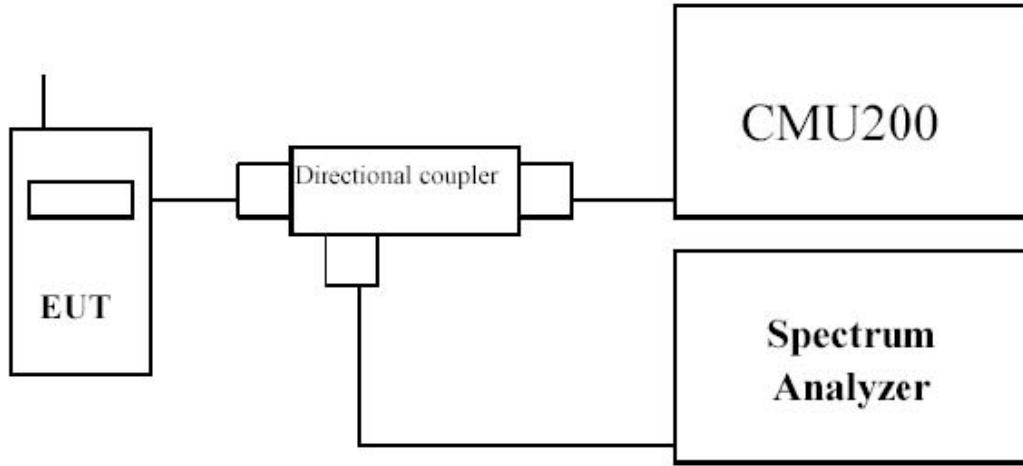 CMU200
Directional coupler
EUT
Spectrum
Analyzer